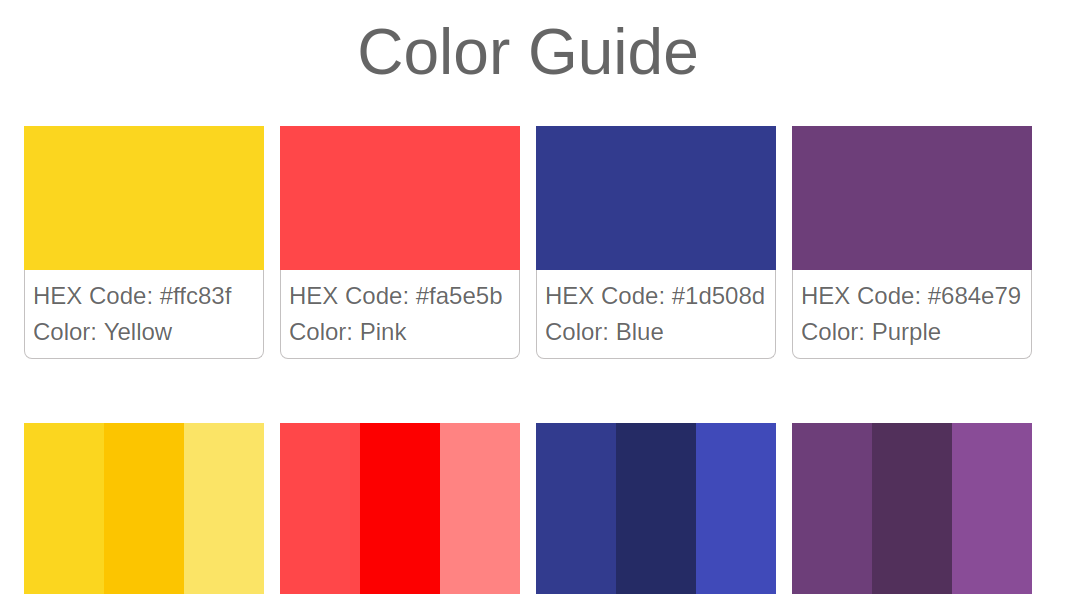 Color Guide
HEX Code: #ffc83f
Color: Yellow
HEX Code: #fa5e5b
Color: Pink
HEX Code: #1d508d
Color: Blue
HEX Code: #684e79
Color: Purple